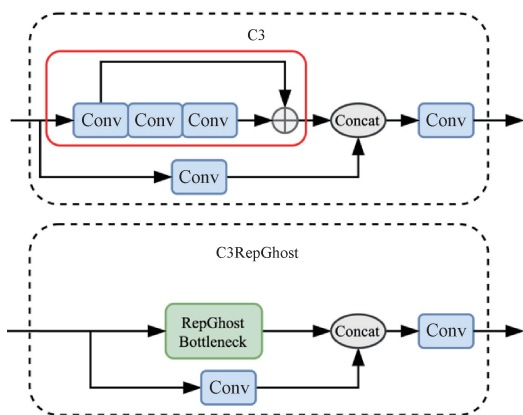 C3
Conv Conv Conv
Concat
Conv
Conv
C3RepGhost
RepGhost
Bottleneck
Concat
Conv
Conv